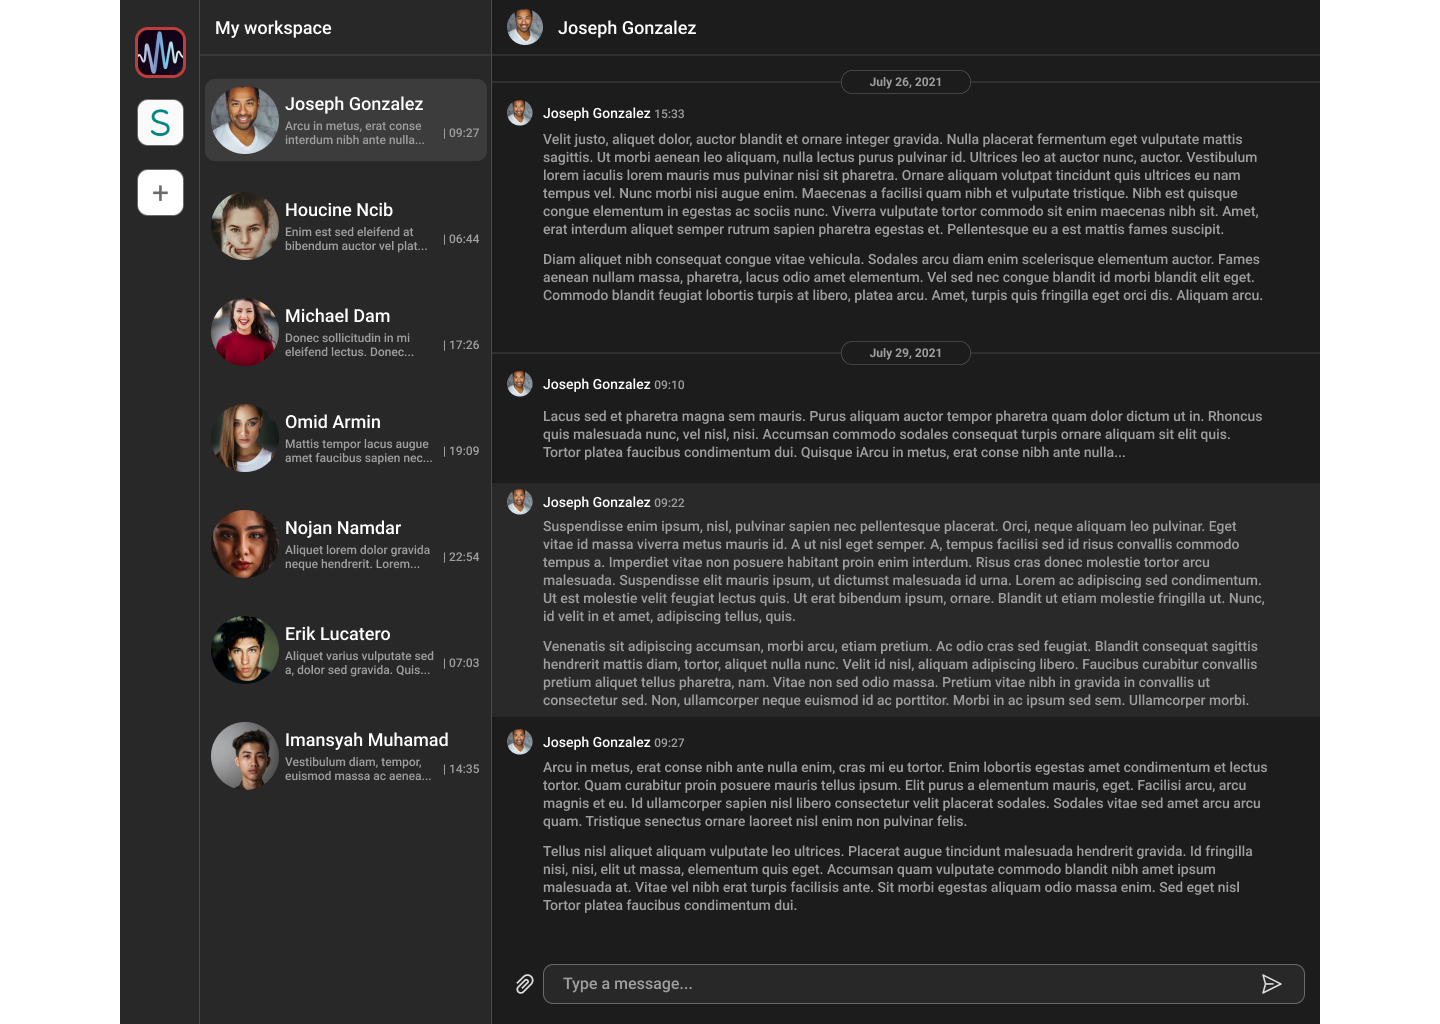 My workspace
Joseph Gonzalez
S
+
Joseph Gonzalez
Arcu in metus, erat conse
interdum nibh ante nulla...
| 09:27
Houcine Ncib
Enim est sed eleifend at
bibendum auctor vel plat...
| 06:44
Michael Dam
Donec sollicitudin in mi
eleifend lectus. Donec...
| 17:26
Omid Armin
Mattis tempor lacus augue
amet faucibus sapien nec...
| 19:09
Nojan Namdar
Aliquet lorem dolor gravida
neque hendrerit. Lorem...
| 22:54
Erik Lucatero
Aliquet varius vulputate sed
a, dolor sed gravida. Quis...
| 07:03
Imansyah Muhamad
Vestibulum diam, tempor,
euismod massa ac aenea...
| 14:35
July 26, 2021
Joseph Gonzalez 15:33
Velit justo, aliquet dolor, auctor blandit et ornare integer gravida. Nulla placerat fermentum eget vulputate mattis
sagittis. Ut morbi aenean leo aliquam, nulla lectus purus pulvinar id. Ultrices leo at auctor nunc, auctor. Vestibulum
lorem iaculis lorem mauris mus pulvinar nisi sit pharetra. Ornare aliquam volutpat tincidunt quis ultrices eu nam
tempus vel. Nunc morbi nisi augue enim. Maecenas a facilisi quam nibh et vulputate tristique. Nibh est quisque
congue elementum in egestas ac sociis nunc. Viverra vulputate tortor commodo sit enim maecenas nibh sit. Amet,
erat interdum aliquet semper rutrum sapien pharetra egestas et. Pellentesque eu a est mattis fames suscipit.
Diam aliquet nibh consequat congue vitae vehicula. Sodales arcu diam enim scelerisque elementum auctor. Fames
aenean nullam massa, pharetra, lacus odio amet elementum. Vel sed nec congue blandit id morbi blandit elit eget.
Commodo blandit feugiat lobortis turpis at libero, platea arcu. Amet, turpis quis fringilla eget orci dis. Aliquam arcu.
July 29, 2021
Joseph Gonzalez 09:10
Lacus sed et pharetra magna sem mauris. Purus aliquam auctor tempor pharetra quam dolor dictum ut in. Rhoncus
quis malesuada nunc, vel nisl, nisi. Accumsan commodo sodales consequat turpis ornare aliquam sit elit quis.
Tortor platea faucibus condimentum dui. Quisque iArcu in metus, erat conse nibh ante nulla...
Joseph Gonzalez 09:22
Suspendisse enim ipsum, nisl, pulvinar sapien nec pellentesque placerat. Orci, neque aliquam leo pulvinar. Eget
vitae id massa viverra metus mauris id. A ut nisl eget semper. A, tempus facilisi sed id risus convallis commodo
tempus a. Imperdiet vitae non posuere habitant proin enim interdum. Risus cras donec molestie tortor arcu
malesuada. Suspendisse elit mauris ipsum, ut dictumst malesuada id urna. Lorem ac adipiscing sed condimentum.
Ut est molestie velit feugiat lectus quis. Ut erat bibendum ipsum, ornare. Blandit ut etiam molestie fringilla ut. Nunc,
id velit in et amet, adipiscing tellus, quis.
Venenatis sit adipiscing accumsan, morbi arcu, etiam pretium. Ac odio cras sed feugiat. Blandit consequat sagittis
hendrerit mattis diam, tortor, aliquet nulla nunc. Velit id nisl, aliquam adipiscing libero. Faucibus curabitur convallis
pretium aliquet tellus pharetra, nam. Vitae non sed odio massa. Pretium vitae nibh in gravida in convallis ut
consectetur sed. Non, ullamcorper neque euismod id ac porttitor. Morbi in ac ipsum sed sem. Ullamcorper morbi.
Joseph Gonzalez 09:27
Arcu in metus, erat conse nibh ante nulla enim, cras mi eu tortor. Enim lobortis egestas amet condimentum et lectus
tortor. Quam curabitur proin posuere mauris tellus ipsum. Elit purus a elementum mauris, eget. Facilisi arcu, arcu
magnis et eu. Id ullamcorper sapien nisl libero consectetur velit placerat sodales. Sodales vitae sed amet arcu arcu
quam. Tristique senectus ornare laoreet nisl enim non pulvinar felis.
Tellus nisl aliquet aliquam vulputate leo ultrices. Placerat augue tincidunt malesuada hendrerit gravida. Id fringilla
nisi, nisi, elit ut massa, elementum quis eget. Accumsan quam vulputate commodo blandit nibh amet ipsum
malesuada at. Vitae vel nibh erat turpis facilisis ante. Sit morbi egestas aliquam odio massa enim. Sed eget nisl
Tortor platea faucibus condimentum dui.
Type a message...